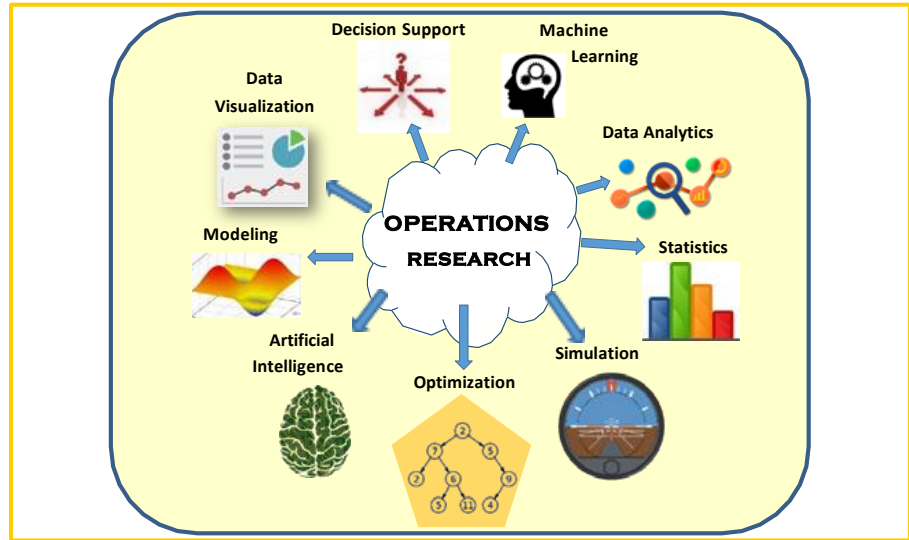 Decision Support
Machine
Learning
Data
Visualization
?
Data Analytics
OPERATIONS
RESEARCH
Modeling
Statistics
Artificial
Intelligence
Simulation
Optimization
2
7
5
2
6
9
5
11
4